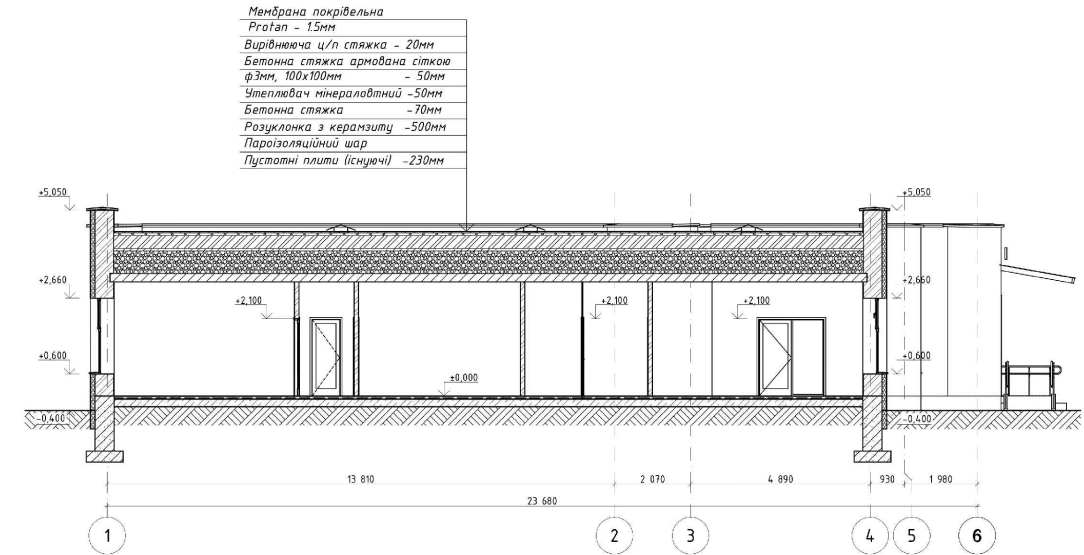 Мембрана покрівельна
Protan - 1.5мм
Вирівнююча ц/п стяжка - 20мм
Бетонна стяжка армована сіткою
ф3мм, 100х100мм - 50мм
Утеплювач мінераловтний -50мм
Бетонна стяжка -70мм
Розуклонка з керамзиту -500мм
Пароізоляційний шар
Пустотні плити (існуючі) -230мм
+5,050 +5,050
+2,660 +2,660
+2,100 +2,100 +2,100
+0,600 +0,600
±0,000
-0,400 -0,400
13 810 2 070 4 890 930 1 980
23 680
1 2 3 4 5 6